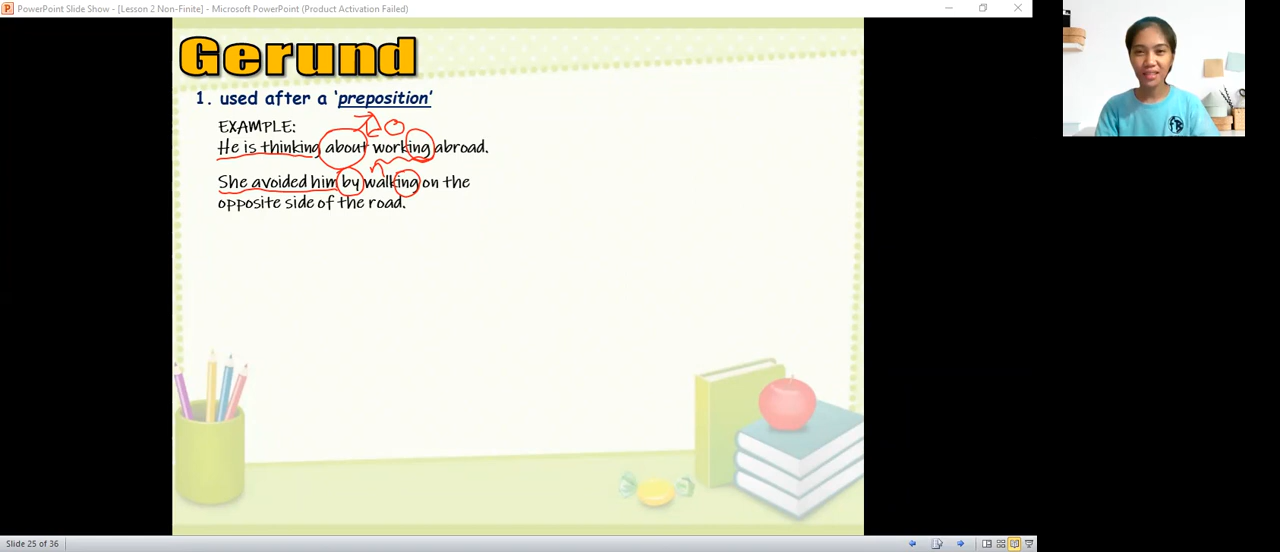 PowerPoint Slide Show - [Lesson 2 Non-Finite] - Microsoft PowerPoint (Product Activation Failed)
Gerund
1. used after a 'preposition'
EXAMPLE:
He is thinking about working abroad.
She avoided him by walking on the
opposite side of the road.
Slide 25 of 36